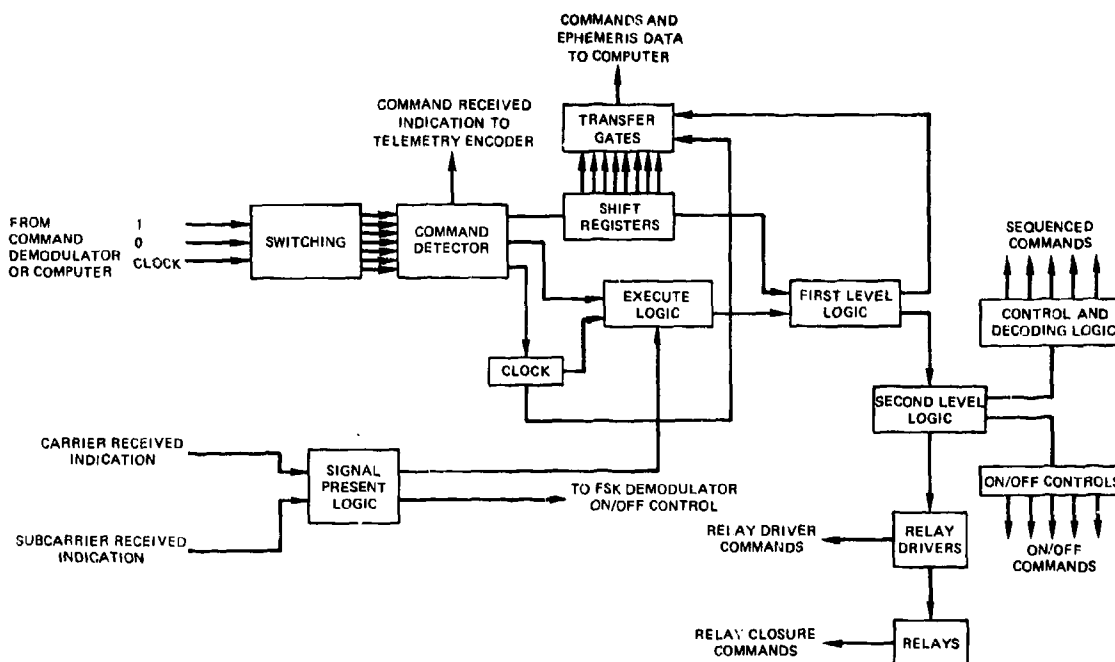 COMMANDS AND
EPHEMERIS DATA
TO COMPUTER
COMMAND RECEIVED
INDICATION TO
TELEMETRY ENCODER
TRANSFER
GATES
SHIFT
REGISTERS
FROM
COMMAND
DEMODULATOR
OR COMPUTER
1
0
CLOCK
SWITCHING
COMMAND
DETECTOR
EXECUTE
LOGIC
FIRST LEVEL
LOGIC
SEQUENCED
COMMANDS
CONTROL AND
DECODING LOGIC
CLOCK
SECOND LEVEL
LOGIC
CARRIER RECEIVED
INDICATION
SIGNAL
PRESENT
LOGIC
TO FSK DEMODULATOR
ON/OFF CONTROL
SUBCARRIER RECEIVED
INDICATION
ON/OFF CONTROLS
ON/OFF
COMMANDS
RELAY DRIVER
COMMANDS
RELAY
DRIVERS
RELAY CLOSURE
COMMANDS
RELAYS